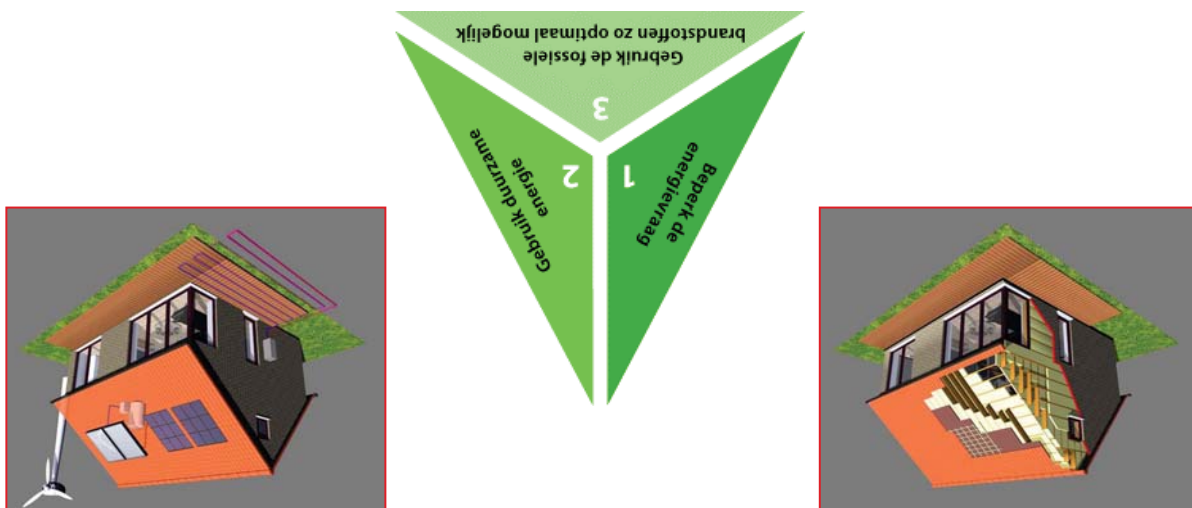 1
Beperk de
energievraag
2
Gebruik duurzame
energie
3
Gebruik de fossiele
brandstoffen zo optimaal mogelijk